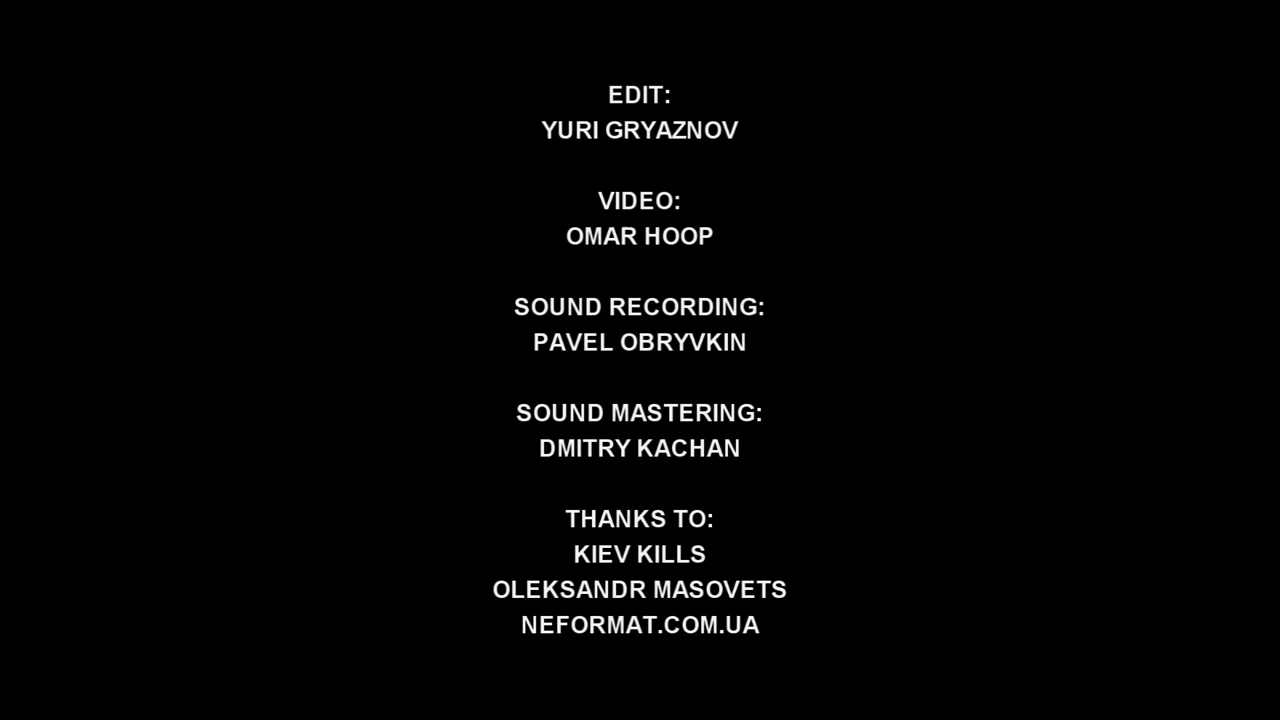 EDIT:
YURI GRYAZNOV
VIDEO:
OMAR HOOP
SOUND RECORDING:
PAVEL OBRYVKIN
SOUND MASTERING:
DMITRY KACHAN
THANKS TO:
KIEV KILLS
OLEKSANDR MASOVETS
NEFORMAT.COM.UA